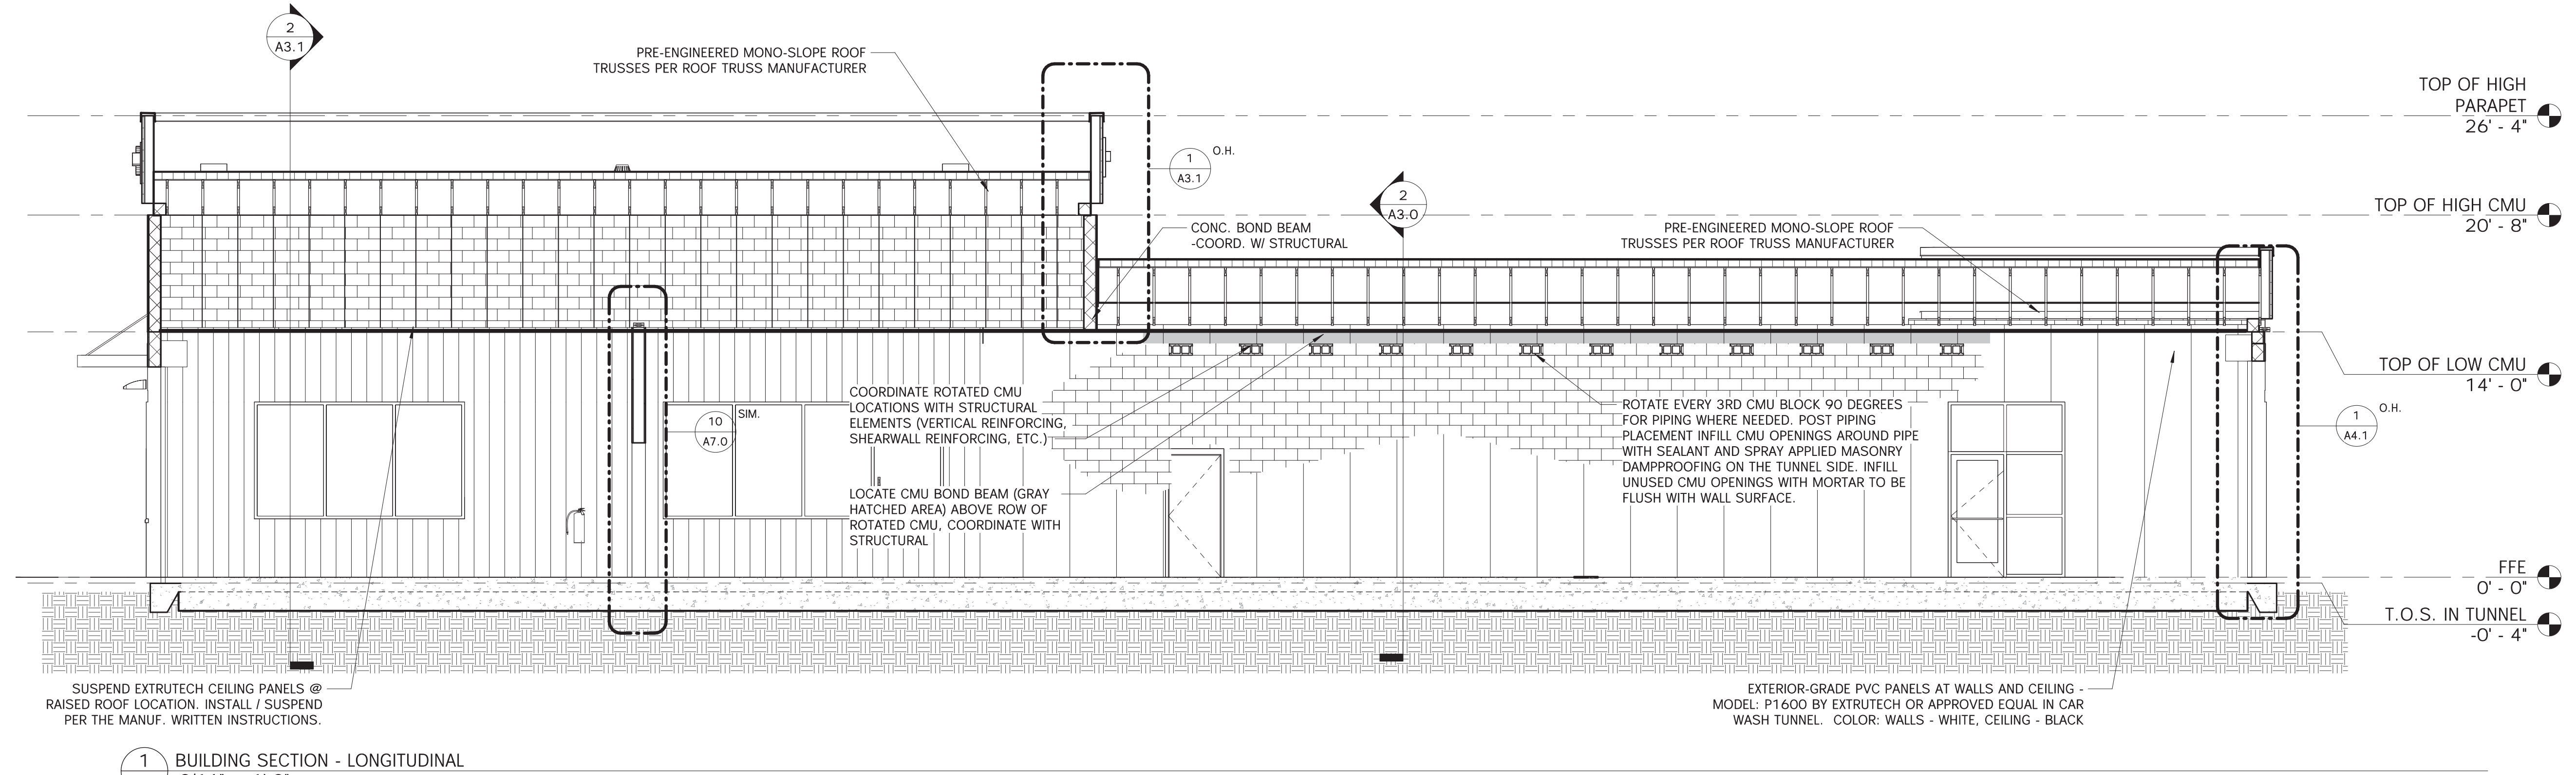 2
A3.1
PRE-ENGINEERED MONO-SLOPE ROOF
TRUSSES PER ROOF TRUSS MANUFACTURER
TOP OF HIGH
PARAPET
26' - 4"
1
A3.1
O.H.
2
A3.0
TOP OF HIGH CMU
20' - 8"
CONC. BOND BEAM
-COORD. W/ STRUCTURAL
PRE-ENGINEERED MONO-SLOPE ROOF
TRUSSES PER ROOF TRUSS MANUFACTURER
TOP OF LOW CMU
14' - 0"
COORDINATE ROTATED CMU
LOCATIONS WITH STRUCTURAL
ELEMENTS (VERTICAL REINFORCING,
SHEARWALL REINFORCING, ETC.)
10
A7.0
SIM.
ROTATE EVERY 3RD CMU BLOCK 90 DEGREES
FOR PIPING WHERE NEEDED. POST PIPING
PLACEMENT INFILL CMU OPENINGS AROUND PIPE
WITH SEALANT AND SPRAY APPLIED MASONRY
DAMPPROOFING ON THE TUNNEL SIDE. INFILL
UNUSED CMU OPENINGS WITH MORTAR TO BE
FLUSH WITH WALL SURFACE.
1
A4.1
O.H.
LOCATE CMU BOND BEAM (GRAY
HATCHED AREA) ABOVE ROW OF
ROTATED CMU, COORDINATE WITH
STRUCTURAL
FFE
0' - 0"
T.O.S. IN TUNNEL
-0' - 4"
SUSPEND EXTRUTECH CEILING PANELS @
RAISED ROOF LOCATION. INSTALL / SUSPEND
PER THE MANUF. WRITTEN INSTRUCTIONS.
EXTERIOR-GRADE PVC PANELS AT WALLS AND CEILING -
MODEL: P1600 BY EXTRUTECH OR APPROVED EQUAL IN CAR
WASH TUNNEL. COLOR: WALLS - WHITE, CEILING - BLACK
1
BUILDING SECTION - LONGITUDINAL